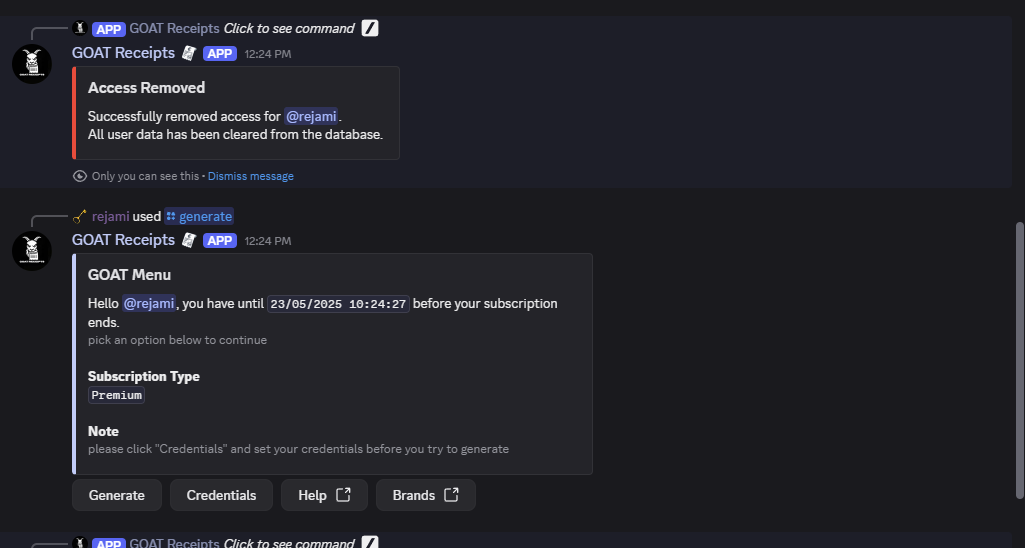 APP GOAT Receipts Click to see command
GOAT Receipts APP 12:24 PM
Access Removed
Successfully removed access for @rejami.
All user data has been cleared from the database.
Only you can see this • Dismiss message
rejami used generate
GOAT Receipts APP 12:24 PM
GOAT Menu
Hello @rejami, you have until 23/05/2025 10:24:27 before your subscription
ends.
pick an option below to continue
Subscription Type
Premium
Note
please click "Credentials" and set your credentials before you try to generate
Generate Credentials Help Brands
APP GOAT Receipts Click to see command